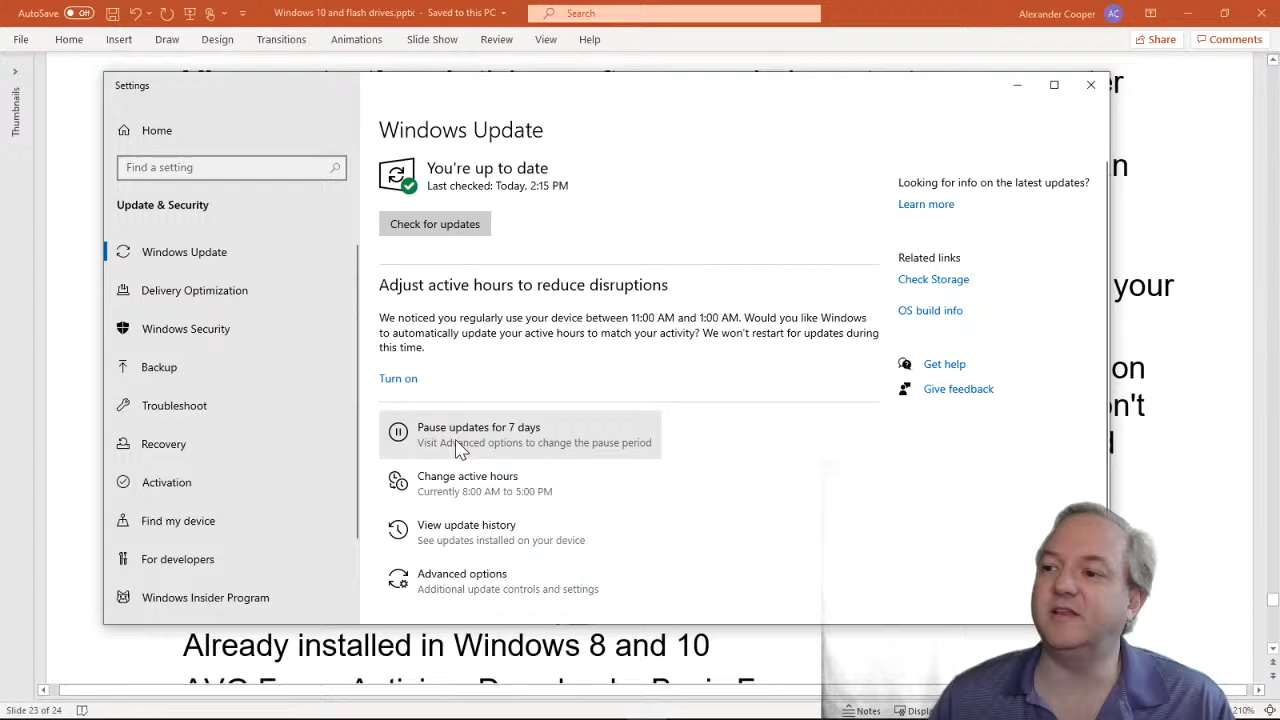 AutoSave Off Windows 10 and flash drives.pptx - Saved to this PC Search Alexander Cooper AC
File Home Insert Draw Design Transitions Animations Slide Show Review View Help Share Comments
Thumbnails
Settings
Home
Find a setting
Update & Security
Windows Update
Delivery Optimization
Windows Security
Backup
Troubleshoot
Recovery
Activation
Find my device
For developers
Windows Insider Program
Windows Update
You're up to date
Last checked: Today, 2:15 PM
Check for updates
Adjust active hours to reduce disruptions
We noticed you regularly use your device between 11:00 AM and 1:00 AM. Would you like Windows
to automatically update your active hours to match your activity? We won't restart for updates during
this time.
Turn on
Pause updates for 7 days
Visit Advanced options to change the pause period
Change active hours
Currently 8:00 AM to 5:00 PM
View update history
See updates installed on your device
Advanced options
Additional update controls and settings
Looking for info on the latest updates?
Learn more
Related links
Check Storage
OS build info
Get help
Give feedback
er
n
your
on
n't
d
Already installed in Windows 8 and 10
Slide 23 of 24 Notes Displa 210%